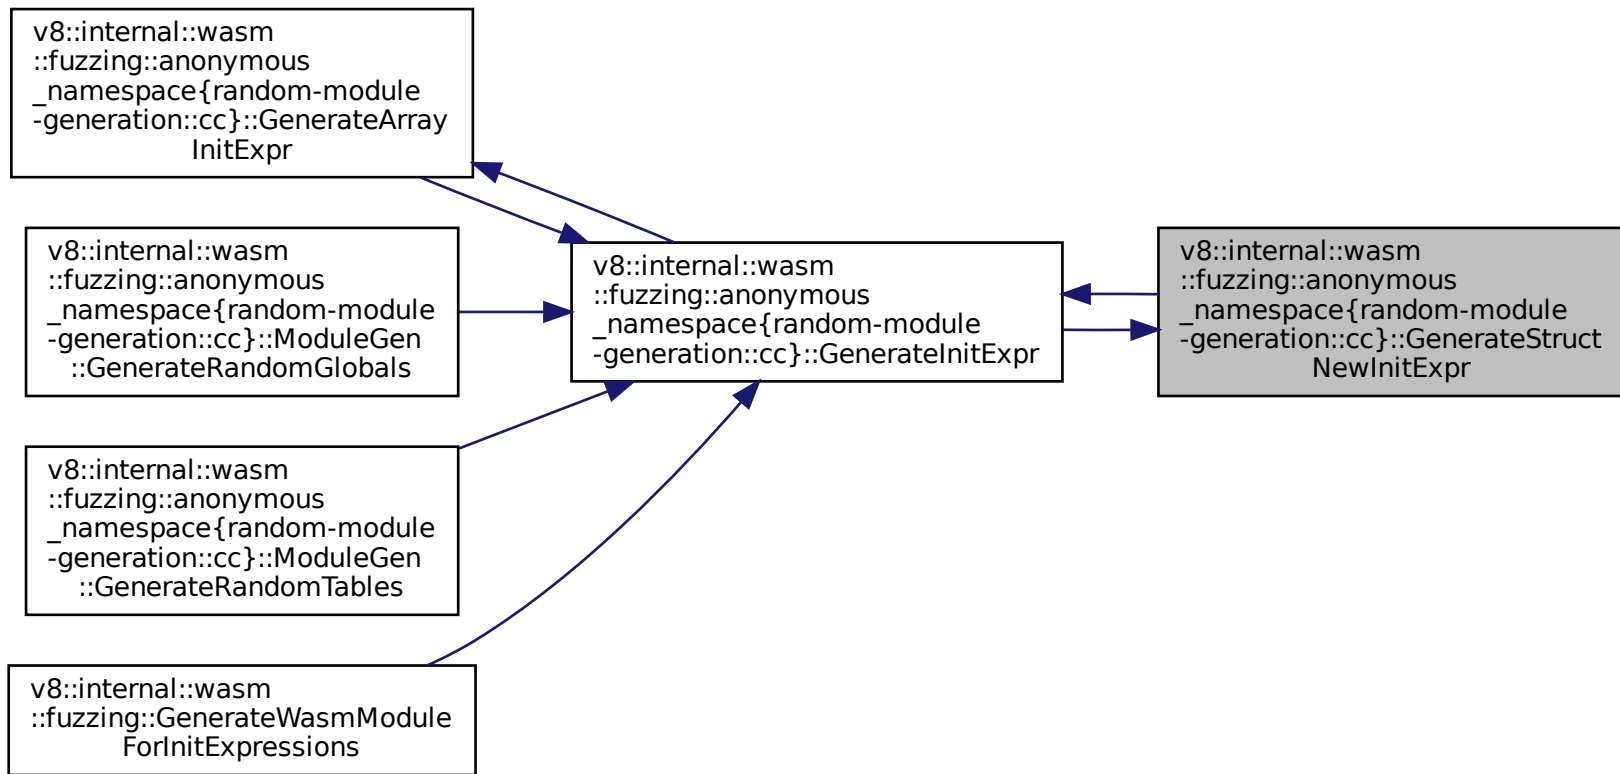 v8::internal::wasm
::fuzzing::anonymous
_namespace{random-module
-generation::cc}::GenerateArray
InitExpr
v8::internal::wasm
::fuzzing::anonymous
_namespace{random-module
-generation::cc}::ModuleGen
::GenerateRandomGlobals
v8::internal::wasm
::fuzzing::anonymous
_namespace{random-module
-generation::cc}::ModuleGen
::GenerateRandomTables
v8::internal::wasm
::fuzzing::GenerateWasmModule
ForInitExpressions
v8::internal::wasm
::fuzzing::anonymous
_namespace{random-module
-generation::cc}::GenerateInitExpr
v8::internal::wasm
::fuzzing::anonymous
_namespace{random-module
-generation::cc}::GenerateStruct
NewInitExpr